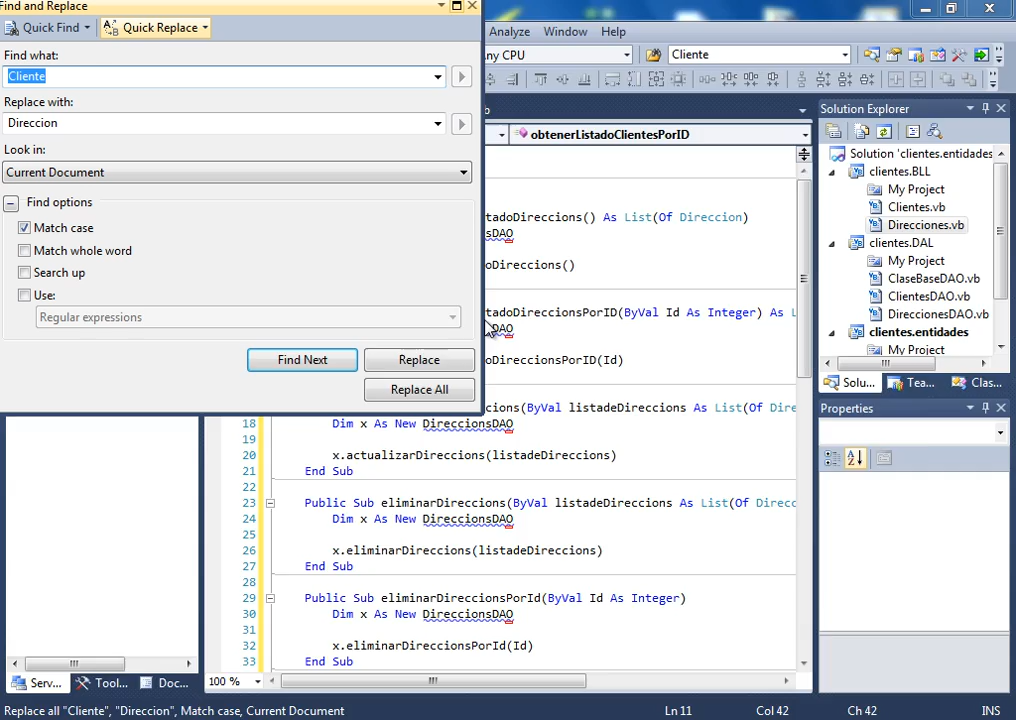 Find and Replace
Quick Find
Quick Replace
Find what:
Cliente
Replace with:
Direccion
Look in:
Current Document
Find options
Match case
Match whole word
Search up
Use:
Regular expressions
Find Next
Replace
Replace All
Analyze Window Help
ny CPU
Cliente
obtenerListadoClientesPorID
tadoDireccions() As List(Of Direccion)
sDAO
oDireccions()
tadoDireccionsPorID(ByVal Id As Integer) As L
DAO
oDireccionsPorID(Id)
cions(ByVal listadeDireccions As List(Of Dire
18 Dim x As New DireccionsDAO
19
20 x.actualizarDireccions(listadeDireccions)
21 End Sub
22
23 Public Sub eliminarDireccions(ByVal listadeDireccions As List(Of Direcc
24 Dim x As New DireccionsDAO
25
26 x.eliminarDireccions(listadeDireccions)
27 End Sub
28
29 Public Sub eliminarDireccionsPorId(ByVal Id As Integer)
30 Dim x As New DireccionsDAO
31
32 x.eliminarDireccionsPorId(Id)
33 End Sub
100 %
Solution Explorer
Solution 'clientes.entidades
clientes.BLL
My Project
Clientes.vb
Direcciones.vb
clientes.DAL
My Project
ClaseBaseDAO.vb
ClientesDAO.vb
DireccionesDAO.vb
clientes.entidades
My Project
Solu...
Tea...
Clas...
Properties
Serv...
Tool...
Doc...
Replace all "Cliente", "Direccion", Match case, Current Document
Ln 11
Col 42
Ch 42
INS